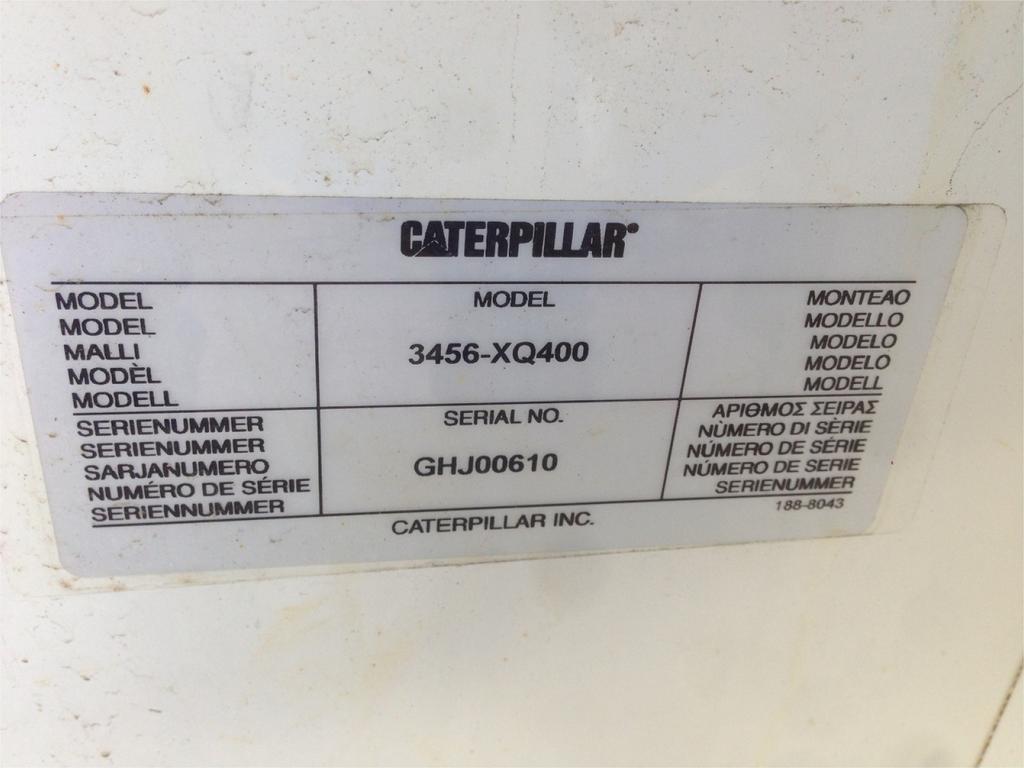 CATERPILLAR®
MODEL
MODEL
MALLI
MODÈL
MODELL
MODEL
3456-XQ400
MONTEAO
MODELLO
MODELO
MODELO
MODELL
SERIENUMMER
SERIENUMMER
SARJANUMERO
NUMÉRO DE SÉRIE
SERIENNUMMER
SERIAL NO.
GHJ00610
ΑΡΙΘΜΟΣ ΣΕΙΡΑΣ
NÙMERO DI SÈRIE
NÚMERO DE SÉRIE
NÚMERO DE SERIE
SERIENUMMER
188-8043
CATERPILLAR INC.